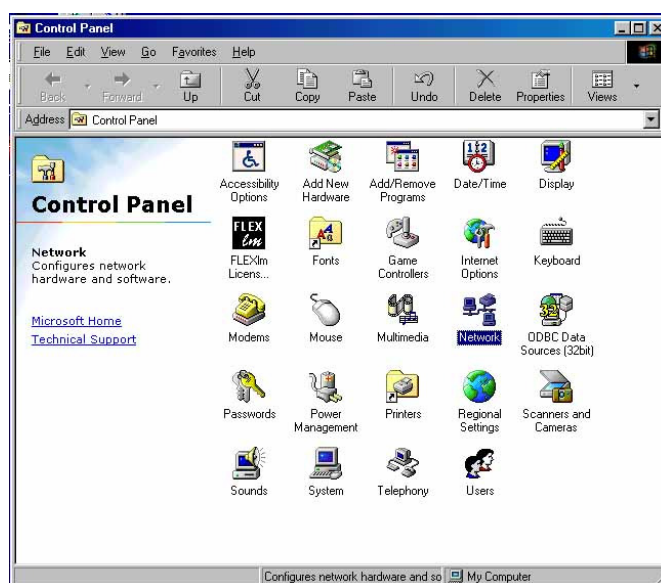 Control Panel
File Edit View Go Favorites Help
Back Forward Up Cut Copy Paste Undo Delete Properties Views
Address Control Panel
Control Panel
Network
Configures network
hardware and software.
Microsoft Home
Technical Support
Accessibility
Options
Add New
Hardware
Add/Remove
Programs
Date/Time
Display
FLEX
lm
FLEXlm
Licens...
Fonts
Game
Controllers
Internet
Options
Keyboard
Modems
Mouse
Multimedia
Network
ODBC Data
Sources (32bit)
Passwords
Power
Management
Printers
Regional
Settings
Scanners and
Cameras
Sounds
System
Telephony
Users
Configures network hardware and so My Computer